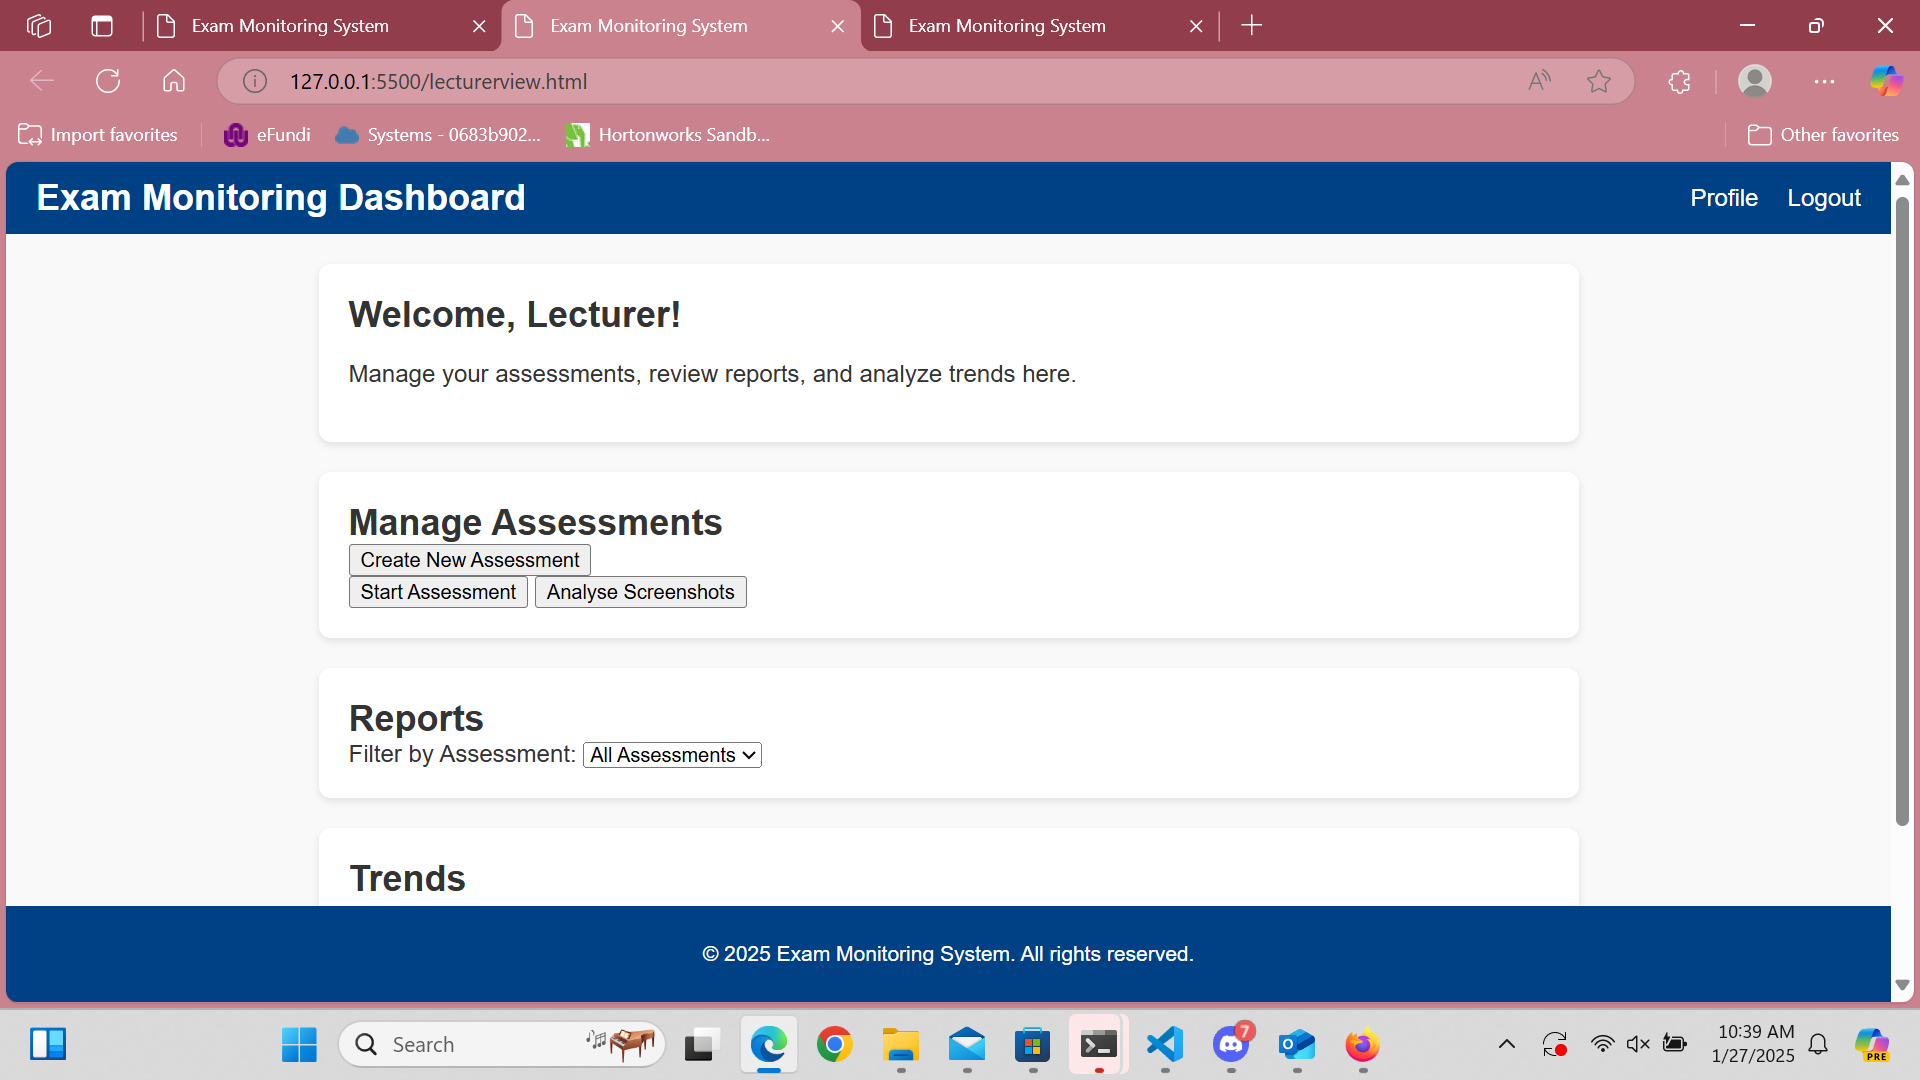 Exam Monitoring System
Exam Monitoring System
Exam Monitoring System
127.0.0.1:5500/lecturerview.html
Import favorites
eFundi
Systems - 0683b902...
Hortonworks Sandb...
Other favorites
Exam Monitoring Dashboard
Profile
Logout
Welcome, Lecturer!
Manage your assessments, review reports, and analyze trends here.
Manage Assessments
Create New Assessment
Start Assessment
Analyse Screenshots
Reports
Filter by Assessment: All Assessments
Trends
© 2025 Exam Monitoring System. All rights reserved.
Search
7
10:39 AM
1/27/2025
PRE